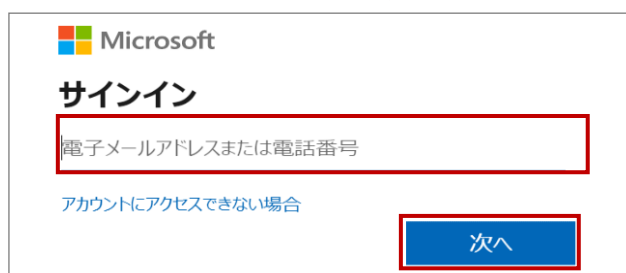 Microsoft
サインイン
電子メールアドレスまたは電話番号
アカウントにアクセスできない場合
次へ